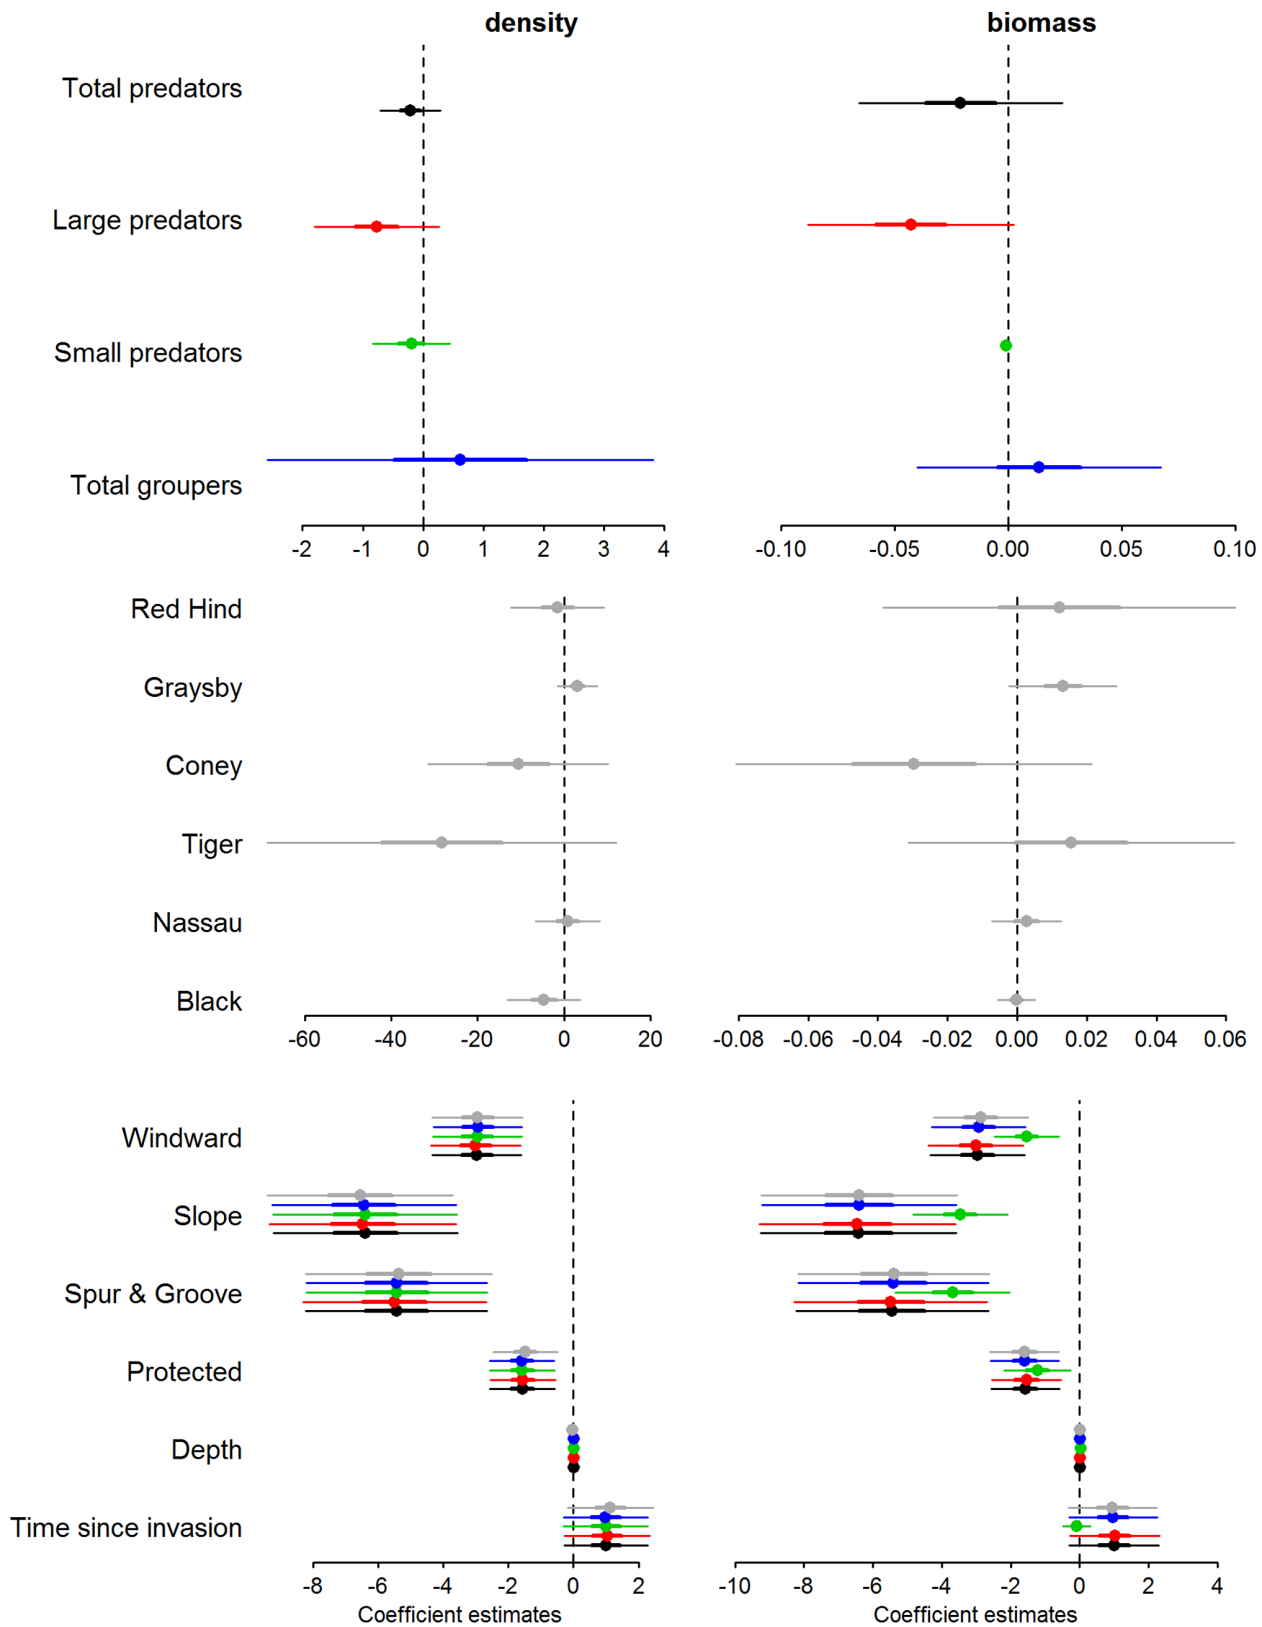 density biomass
Total predators
Large predators
Small predators
Total groupers
-2 -1 0 1 2 3 4 -0.10 -0.05 0.00 0.05 0.10
Red Hind
Graysby
Coney
Tiger
Nassau
Black
-60 -40 -20 0 20 -0.08 -0.06 -0.04 -0.02 0.00 0.02 0.04 0.06
Windward
Slope
Spur & Groove
Protected
Depth
Time since invasion
-8 -6 -4 -2 0 2 -10 -8 -6 -4 -2 0 2 4
Coefficient estimates Coefficient estimates